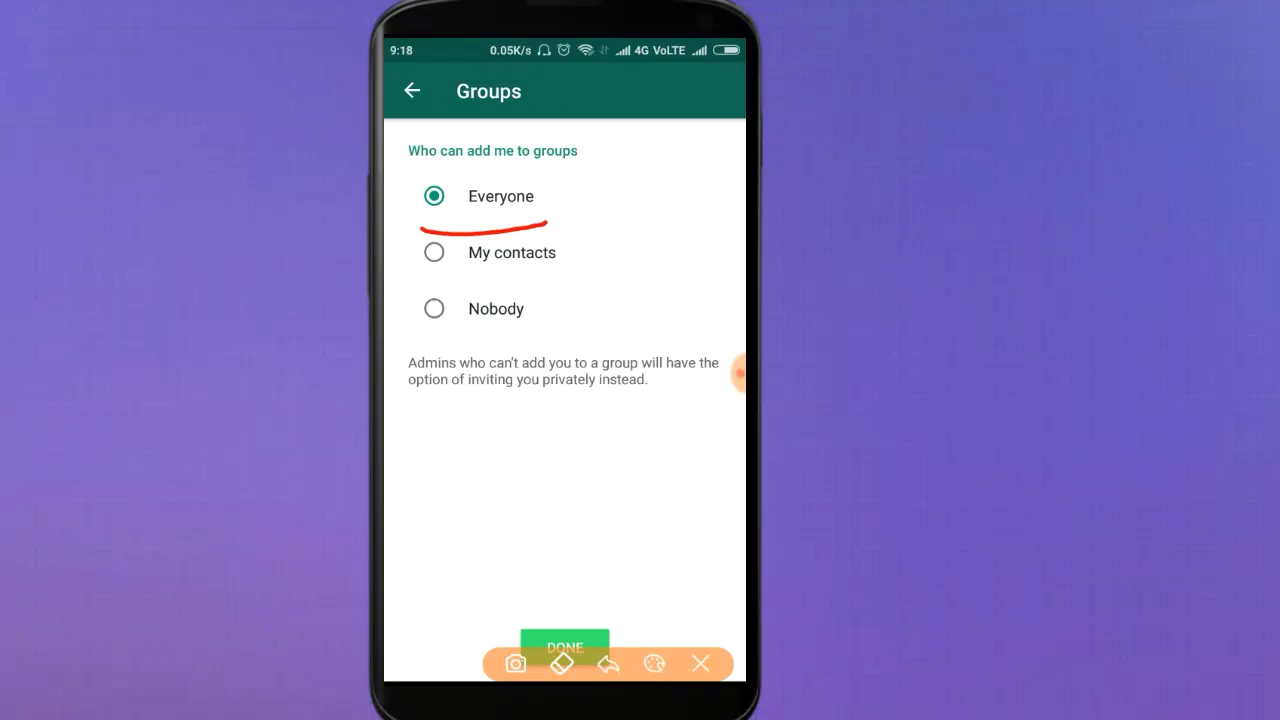 9:18 0.05K/s 4G VoLTE
Groups
Who can add me to groups
Everyone
My contacts
Nobody
Admins who can't add you to a group will have the
option of inviting you privately instead.
DONE